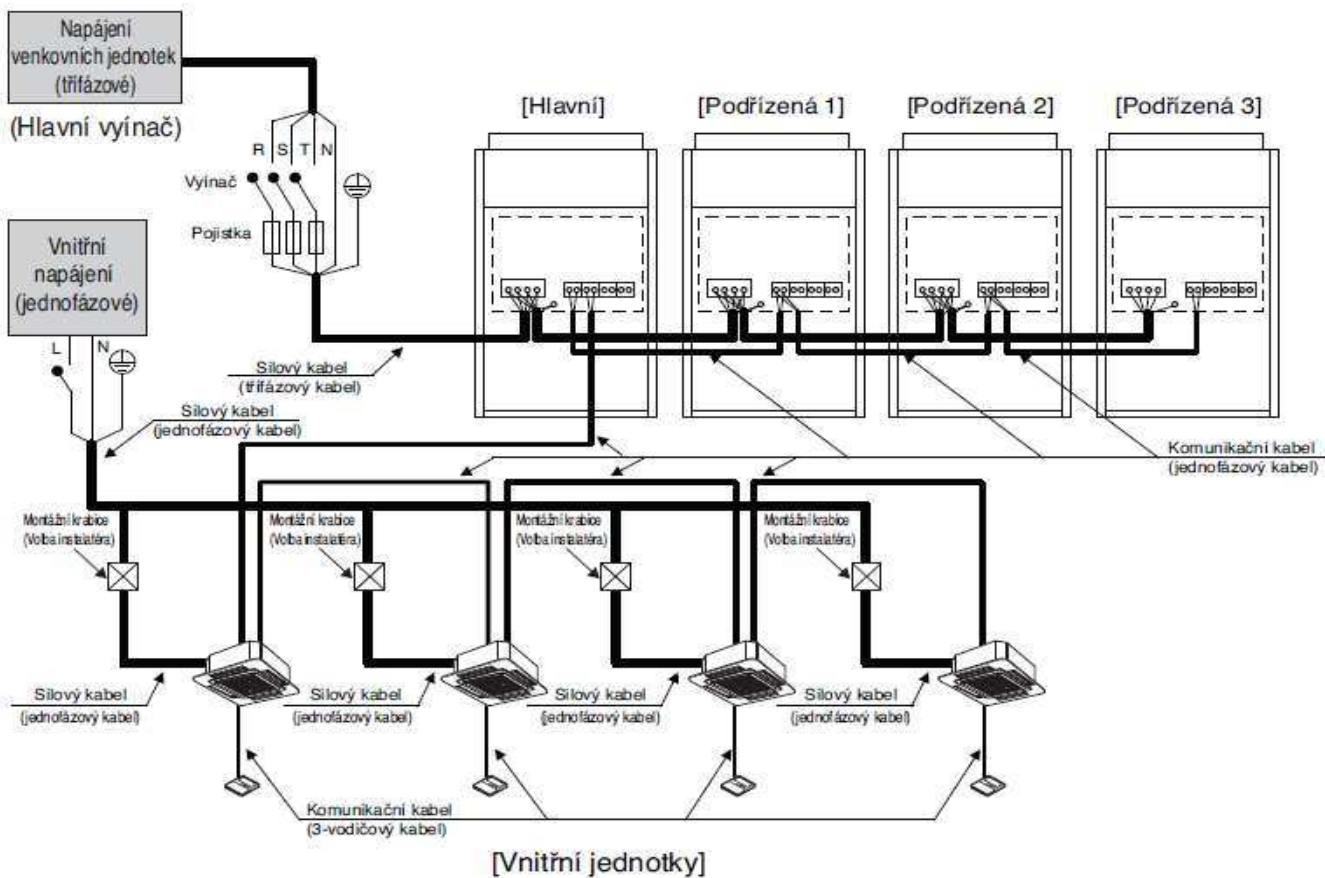 Napájení
venkovních jednotek
(třífázové)
(Hlavní vyínač)
R S T N
Vyínač
Pojistka
[Hlavní]
[Podřízená 1]
[Podřízená 2]
[Podřízená 3]
Vnitřní
napájení
(jednofázové)
L N
Silový kabel
(třífázový kabel)
Silový kabel
(jednofázový kabel)
Komunikační kabel
(jednofázový kabel)
Montážní krabice
(Volba instalatéra)
Montážní krabice
(Volba instalatéra)
Montážní krabice
(Volba instalatéra)
Montážní krabice
(Volba instalatéra)
Silový kabel
(jednofázový kabel)
Silový kabel
(jednofázový kabel)
Silový kabel
(jednofázový kabel)
Silový kabel
(jednofázový kabel)
Komunikační kabel
(3-vodičový kabel)
[Vnitřní jednotky]